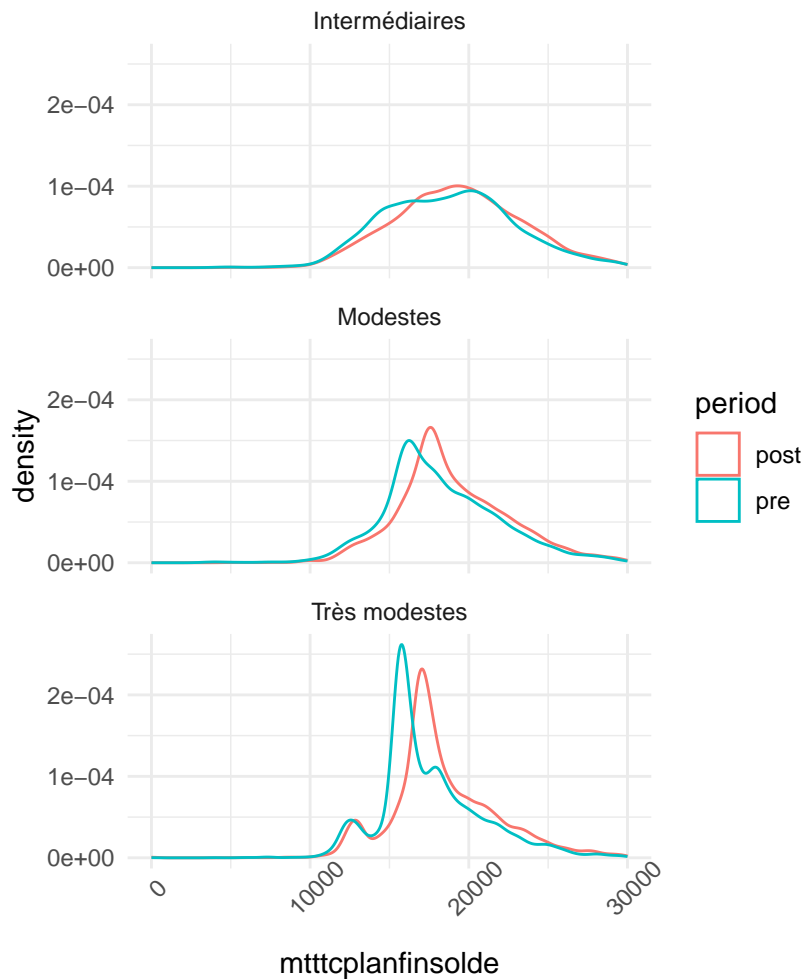 Intermédiaires
2e−04
1e−04
0e+00
Modestes
2e−04
1e−04
0e+00
Très modestes
2e−04
1e−04
0e+00
0
10000
20000
30000
mtttcplanfinsolde
density
period
post
pre